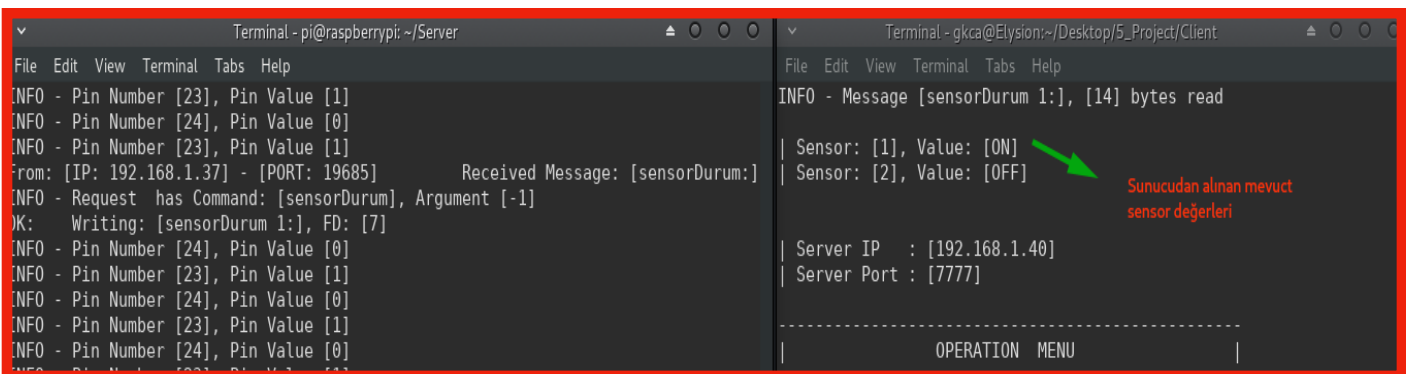 Terminal - pi@raspberrypi: ~/Server
File Edit View Terminal Tabs Help
INFO - Pin Number [23], Pin Value [1]
INFO - Pin Number [24], Pin Value [0]
INFO - Pin Number [23], Pin Value [1]
From: [IP: 192.168.1.37] - [PORT: 19685] Received Message: [sensorDurum:]
INFO - Request has Command: [sensorDurum], Argument [-1]
OK: Writing: [sensorDurum 1:], FD: [7]
INFO - Pin Number [24], Pin Value [0]
INFO - Pin Number [23], Pin Value [1]
INFO - Pin Number [24], Pin Value [0]
INFO - Pin Number [23], Pin Value [1]
INFO - Pin Number [24], Pin Value [0]
INFO - Pin Number [23], Pin Value [1]
Terminal - gkca@Elysion:~/Desktop/5_Project/Client
File Edit View Terminal Tabs Help
INFO - Message [sensorDurum 1:], [14] bytes read
| Sensor: [1], Value: [ON]
| Sensor: [2], Value: [OFF]
Sunucudan alınan mevuct
sensor değerleri
| Server IP : [192.168.1.40]
| Server Port : [7777]
--------------------------------------------------
| OPERATION MENU |